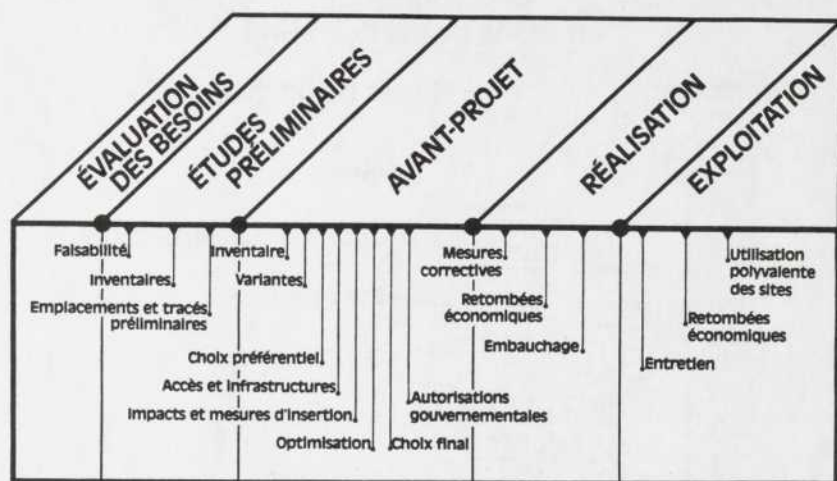 ÉVALUATION
DES BESOINS
ÉTUDES
PRÉLIMINAIRES
AVANT-PROJET
RÉALISATION
EXPLOITATION
Faisabilité
Inventaires
Emplacements et tracés
préliminaires
Inventaire
Variantes
Choix préférentiel
Accès et infrastructures
Impacts et mesures d'insertion
Optimisation
Choix final
Autorisations
gouvernementales
Mesures
correctives
Retombées
économiques
Embauchage
Entretien
Retombées
économiques
Utilisation
polyvalente
des sites